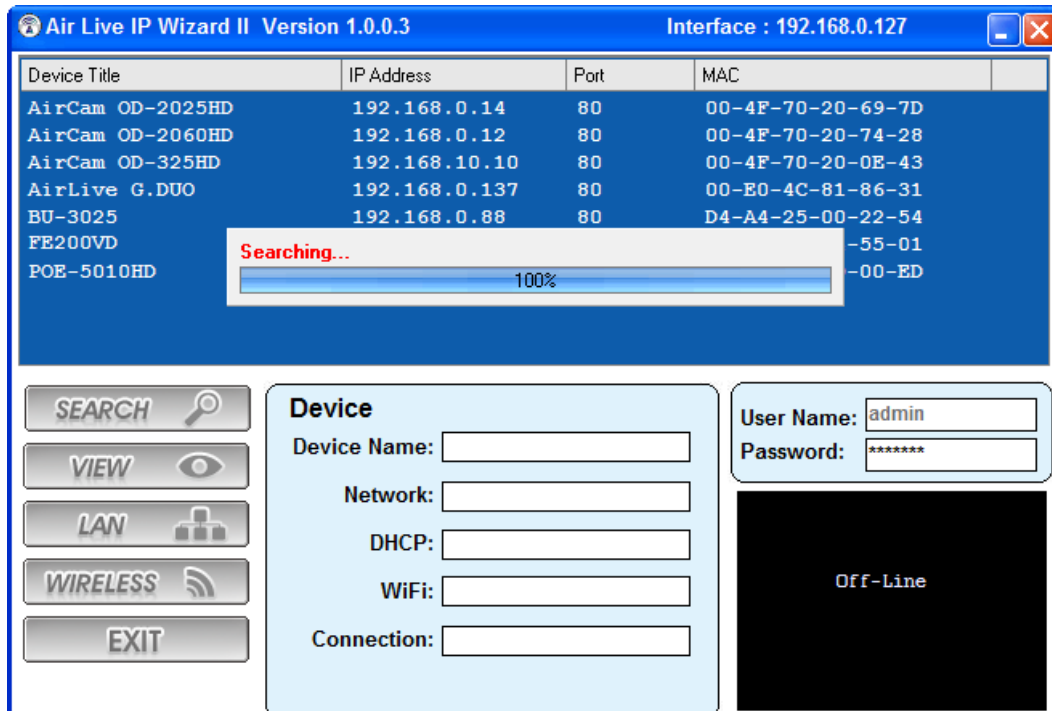 Air Live IP Wizard II Version 1.0.0.3 Interface : 192.168.0.127
Device Title IP Address Port MAC
AirCam OD-2025HD 192.168.0.14 80 00-4F-70-20-69-7D
AirCam OD-2060HD 192.168.0.12 80 00-4F-70-20-74-28
AirCam OD-325HD 192.168.10.10 80 00-4F-70-20-0E-43
AirLive G.DUO 192.168.0.137 80 00-E0-4C-81-86-31
BU-3025 192.168.0.88 80 D4-A4-25-00-22-54
FE200VD -55-01
POE-5010HD -00-ED
Searching...
100%
SEARCH
VIEW
LAN
WIRELESS
EXIT
Device
Device Name:
Network:
DHCP:
WiFi:
Connection:
User Name: admin
Password: *******
Off-Line